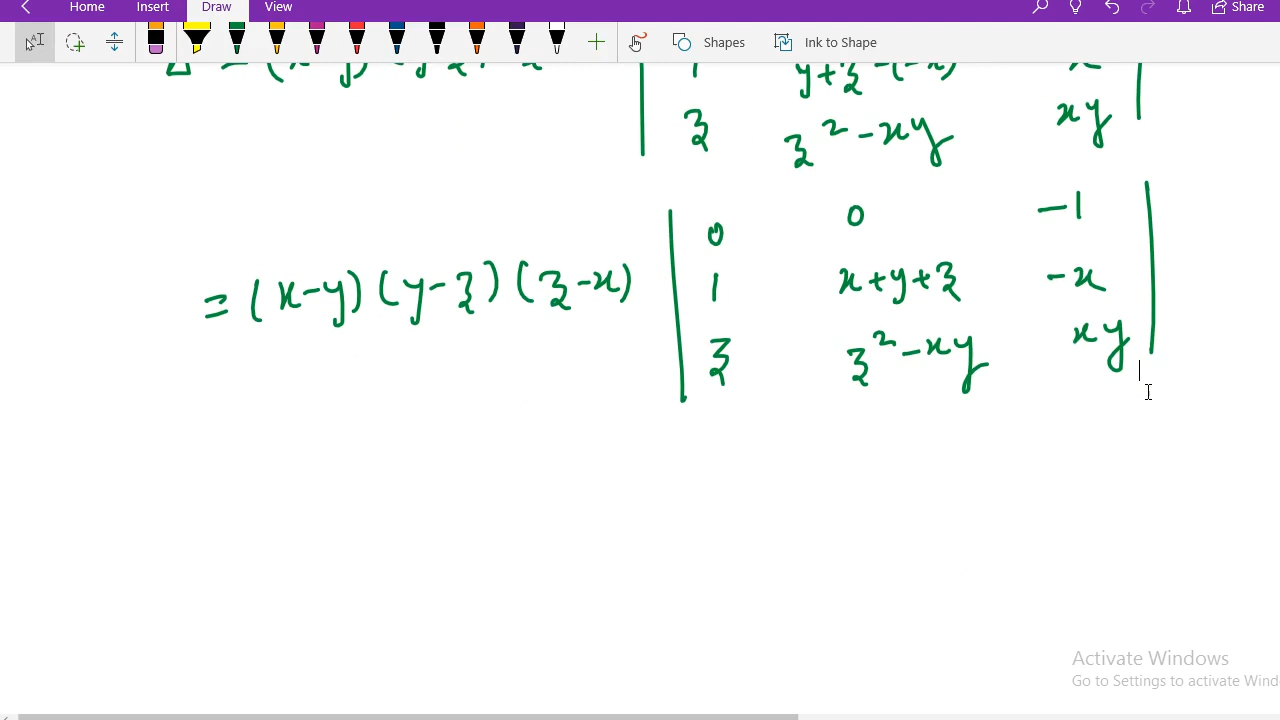 Home Insert Draw View Share
Shapes Ink to Shape
1 y+z-(-x)
z z²-xy xy
0 0 -1
= (x-y)(y-z)(z-x) 1 x+y+z -x
z z²-xy xy
Activate Windows
Go to Settings to activate Wind